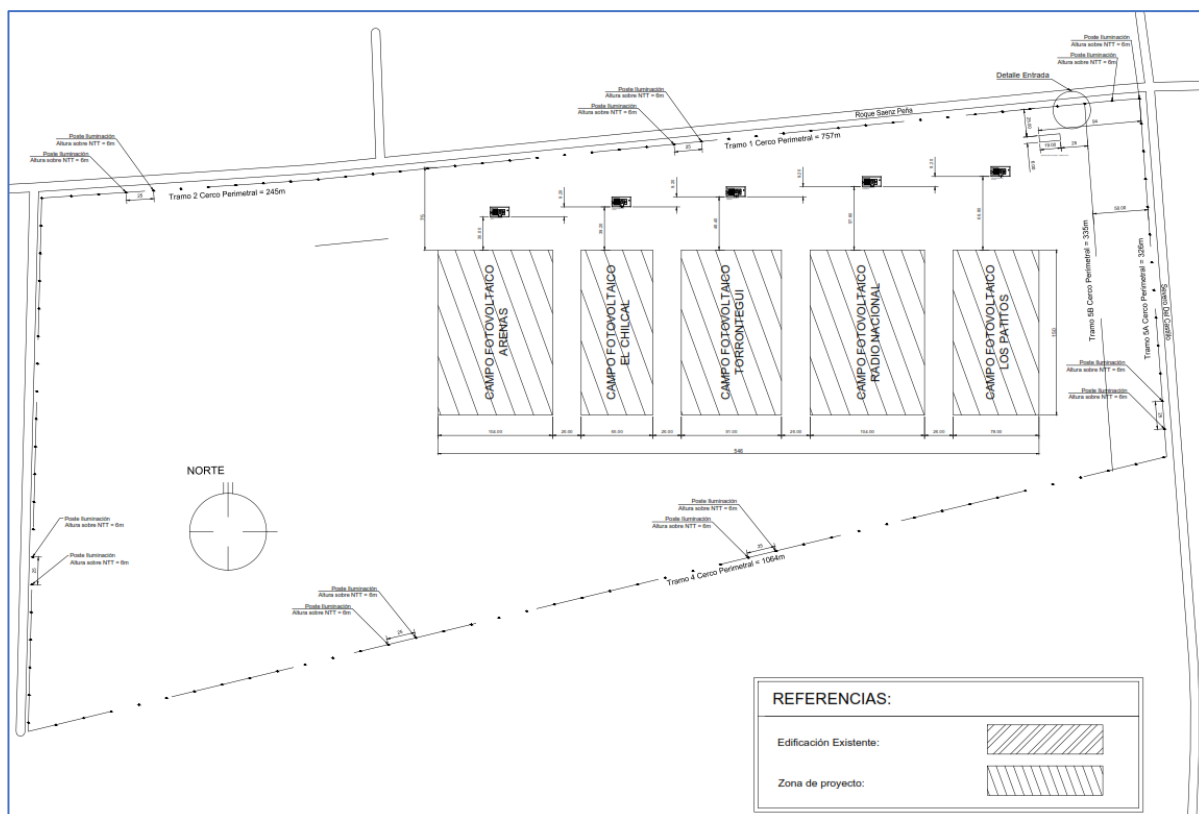 Poste Iluminación
Altura sobre NTT = 6m
Poste Iluminación
Altura sobre NTT = 6m
Detalle Entrada
Poste Iluminación
Altura sobre NTT = 6m
Poste Iluminación
Altura sobre NTT = 6m
Roque Saenz Peña
Tramo 1 Cerco Perimetral = 757m
Poste Iluminación
Altura sobre NTT = 6m
Poste Iluminación
Altura sobre NTT = 6m
Tramo 2 Cerco Perimetral = 245m
CAMPO FOTOVOLTAICO
ARENAS
CAMPO FOTOVOLTAICO
EL CHILCAL
CAMPO FOTOVOLTAICO
TORRONTEGUI
CAMPO FOTOVOLTAICO
RADIO NACIONAL
CAMPO FOTOVOLTAICO
LOS PATITOS
150
Tramo 5B Cerco Perimetral = 335m
Tramo 5A Cerco Perimetral = 326m
Severo Del Castillo
Poste Iluminación
Altura sobre NTT = 6m
Poste Iluminación
Altura sobre NTT = 6m
546
NORTE
Poste Iluminación
Altura sobre NTT = 6m
Poste Iluminación
Altura sobre NTT = 6m
Poste Iluminación
Altura sobre NTT = 6m
Poste Iluminación
Altura sobre NTT = 6m
Tramo 4 Cerco Perimetral = 1064m
Poste Iluminación
Altura sobre NTT = 6m
Poste Iluminación
Altura sobre NTT = 6m
REFERENCIAS:
Edificación Existente:
Zona de proyecto: